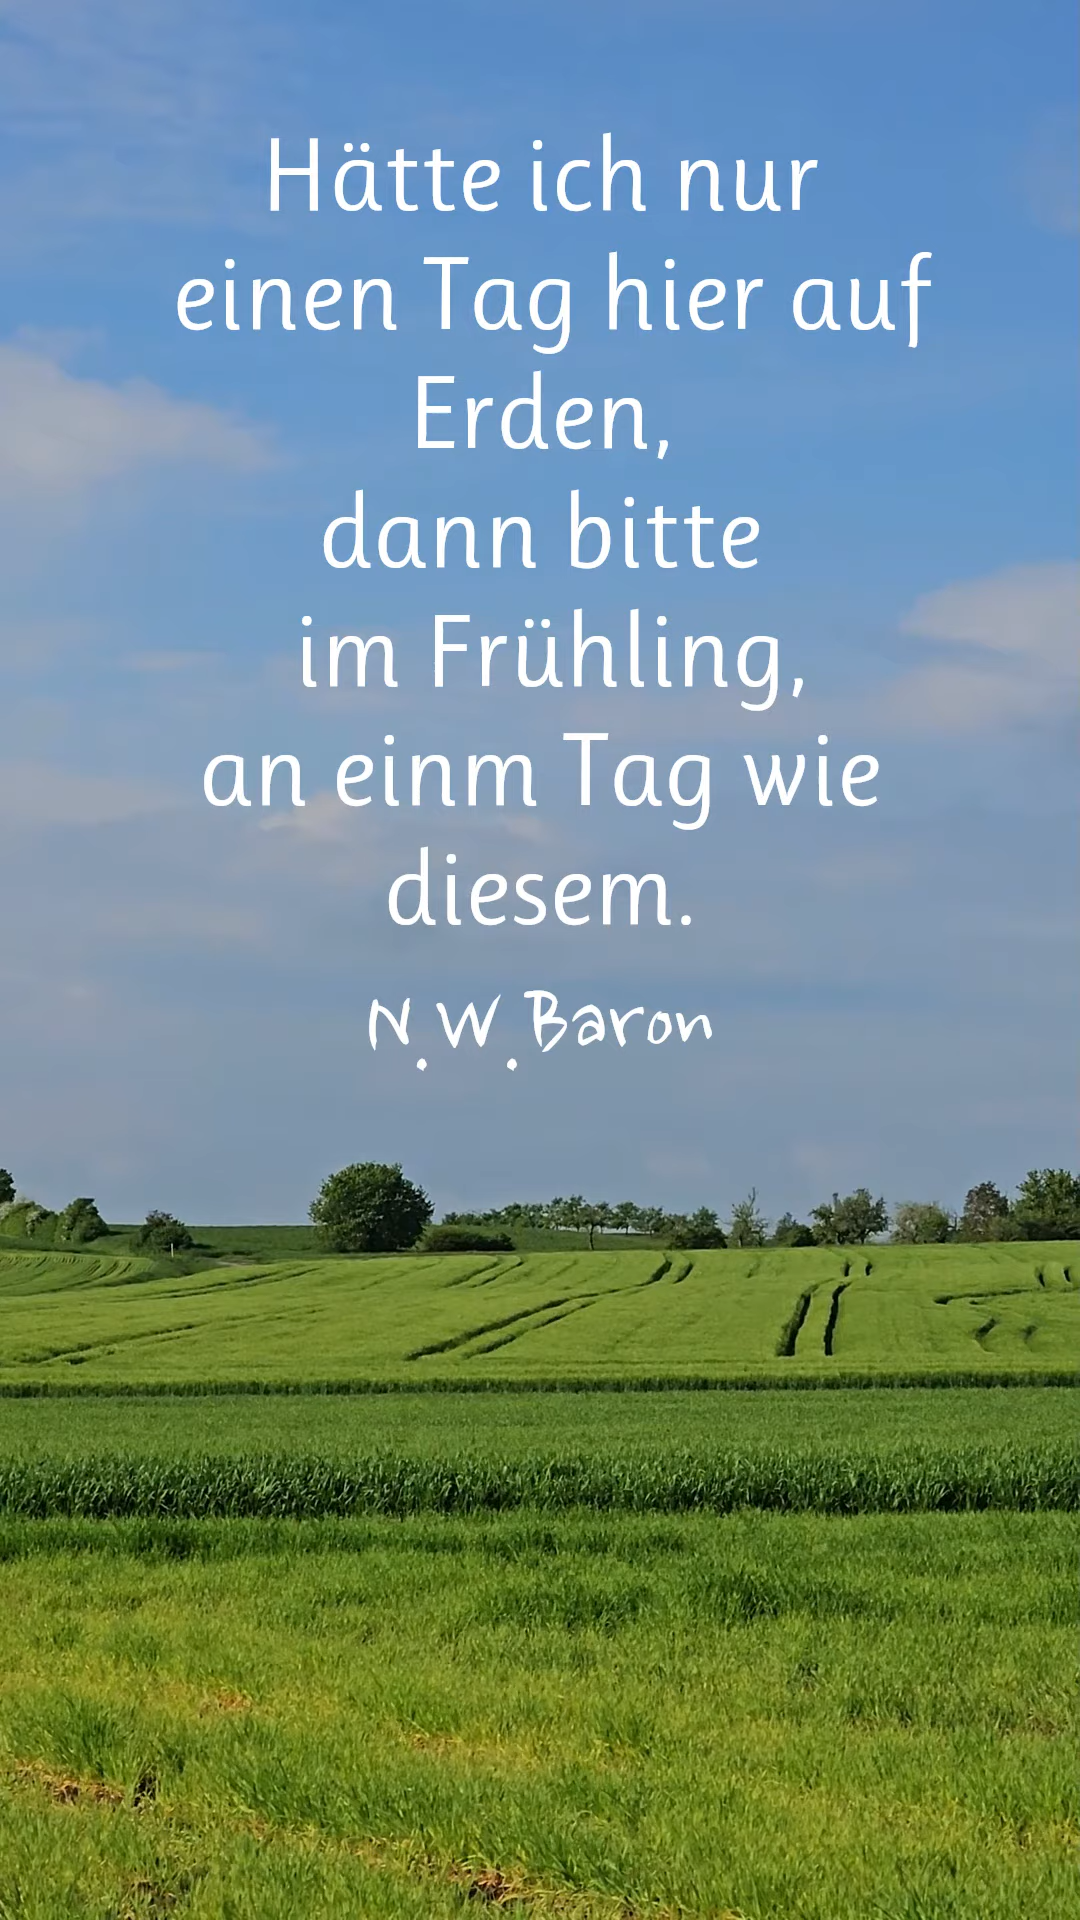 Hätte ich nur
einen Tag hier auf
Erden,
dann bitte
im Frühling,
an einm Tag wie
diesem.
N.W.Baron